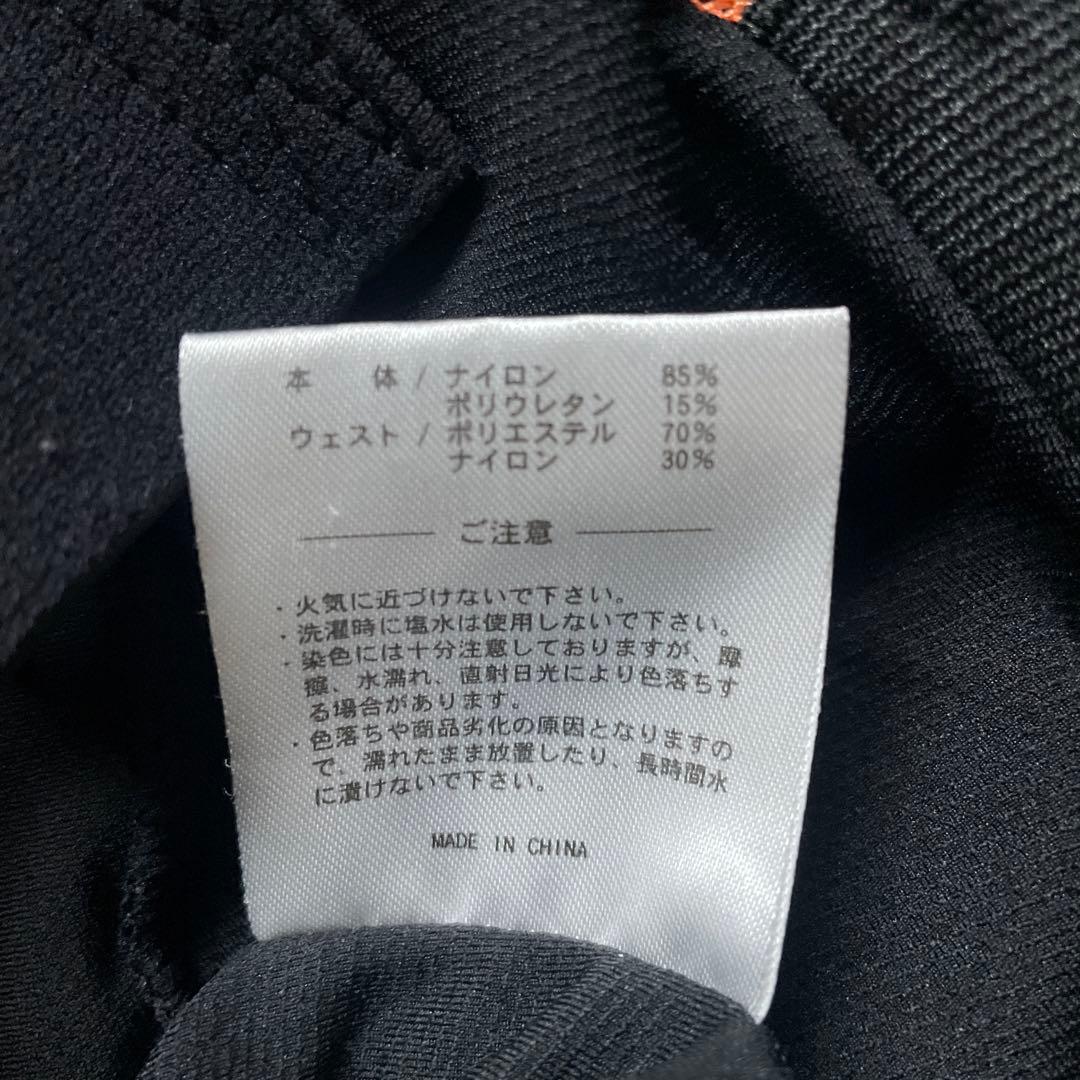 本　体 / ナイロン 85%
ポリウレタン 15%
ウェスト / ポリエステル 70%
ナイロン 30%
ご注意
・火気に近づけないで下さい。
・洗濯時に塩水は使用しないで下さい。
・染色には十分注意しておりますが、摩
擦、水濡れ、直射日光により色落ちす
る場合があります。
・色落ちや商品劣化の原因となりますの
で、濡れたまま放置したり、長時間水
に漬けないで下さい。
MADE IN CHINA